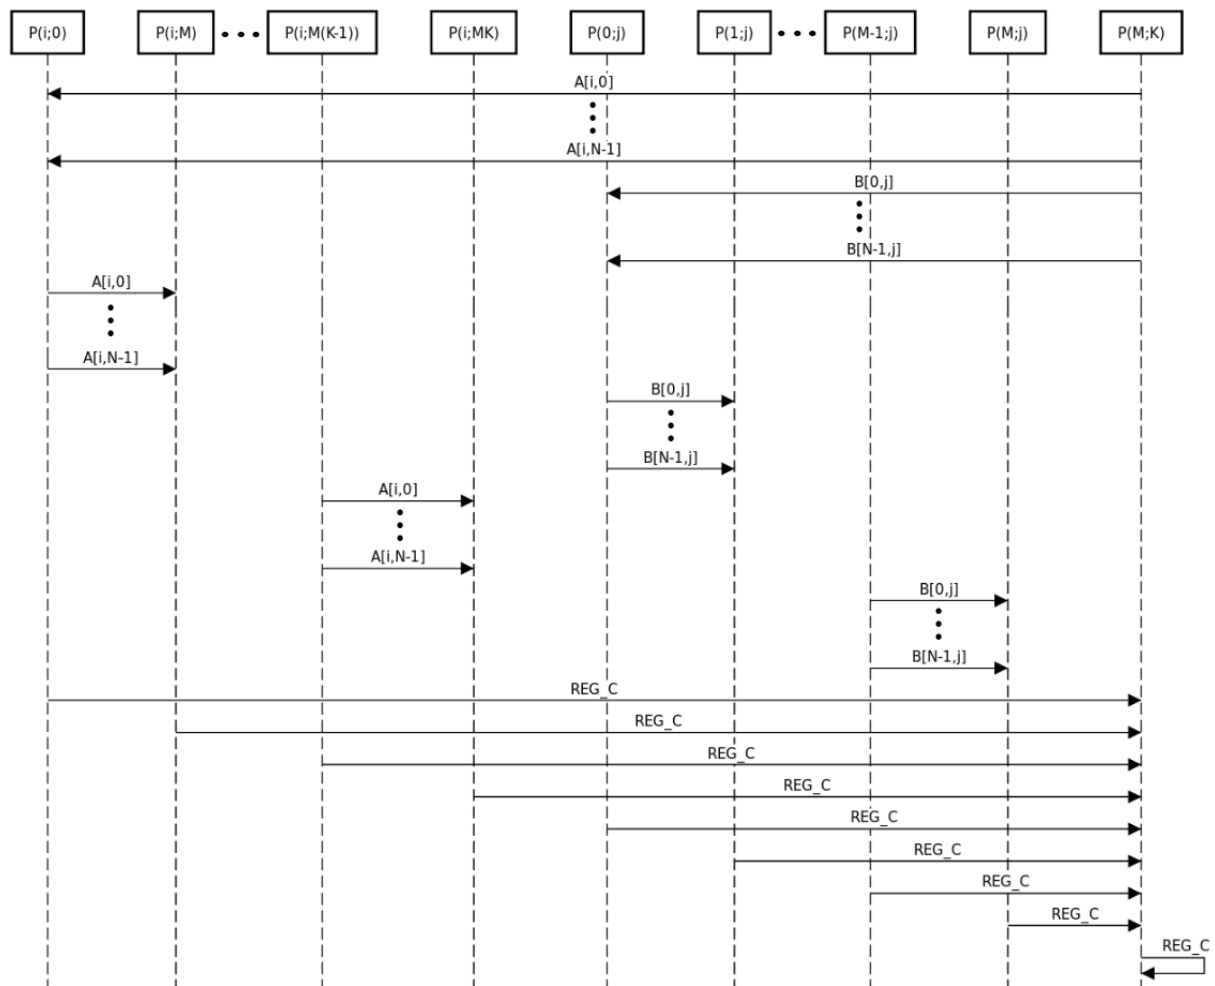 P(i;0) P(i;M) P(i;M(K-1)) P(i;MK) P(0;j) P(1;j) P(M-1;j) P(M;j) P(M;K)
A[i,0]
A[i,N-1]
B[0,j]
B[N-1,j]
A[i,0]
A[i,N-1]
B[0,j]
B[N-1,j]
A[i,0]
A[i,N-1]
B[0,j]
B[N-1,j]
REG_C
REG_C
REG_C
REG_C
REG_C
REG_C
REG_C
REG_C
REG_C